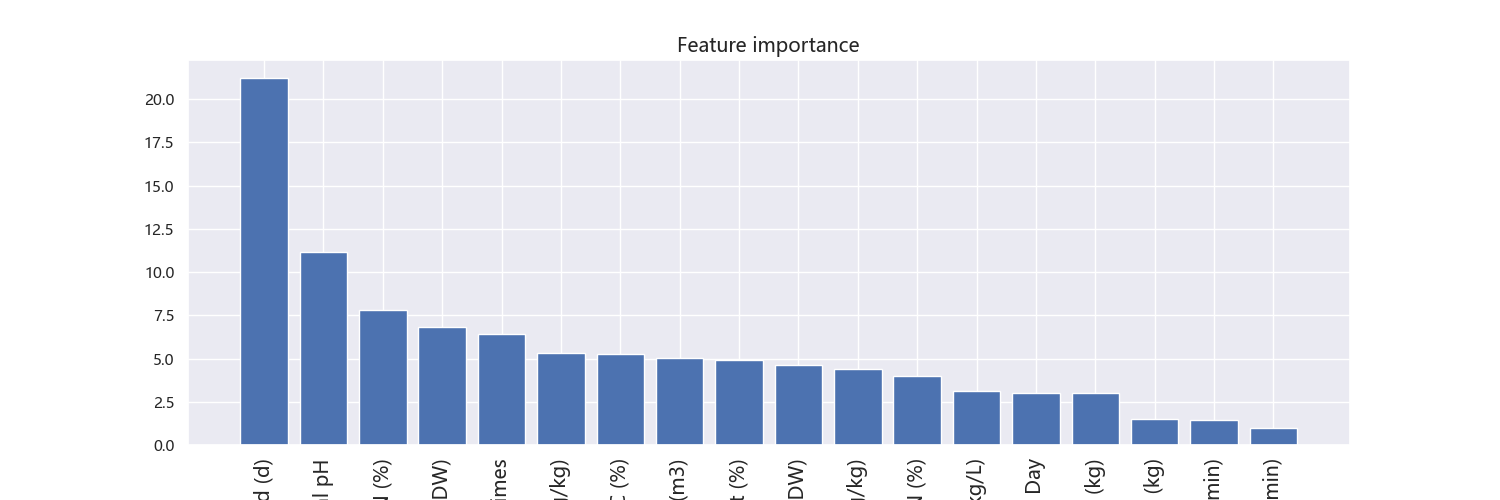 Feature importance
20.0
17.5
15.0
12.5
10.0
7.5
5.0
2.5
0.0
d (d)
l pH
N (%)
DW)
imes
/kg)
C (%)
(m3)
t (%)
DW)
/kg)
N (%)
kg/L)
Day
(kg)
(kg)
min)
min)